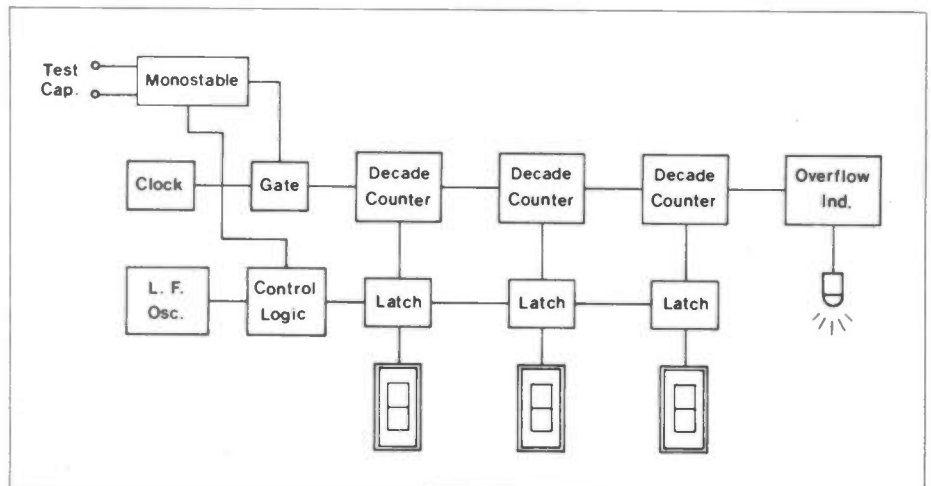 Test
Cap.
Monostable
Clock
Gate
Decade
Counter
Decade
Counter
Decade
Counter
Overflow
Ind.
L. F.
Osc.
Control
Logic
Latch
Latch
Latch